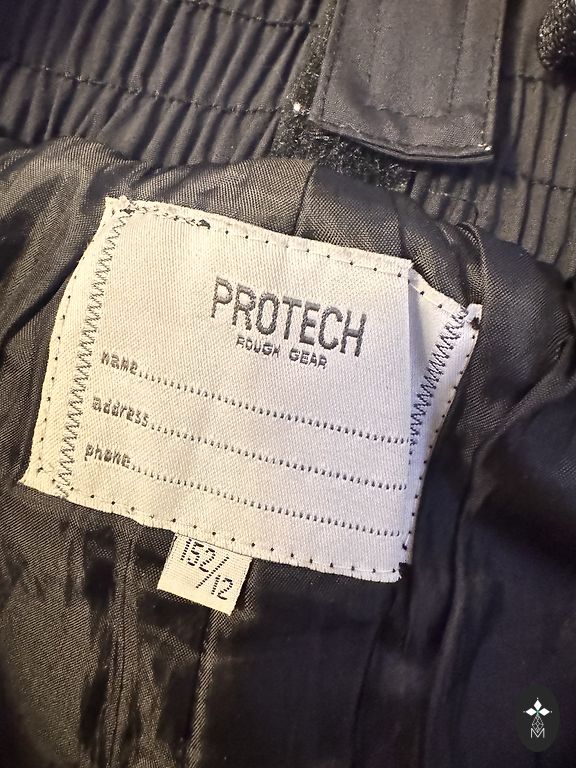 PROTECH
ROUGH GEAR
name
address
phone
152/12
M